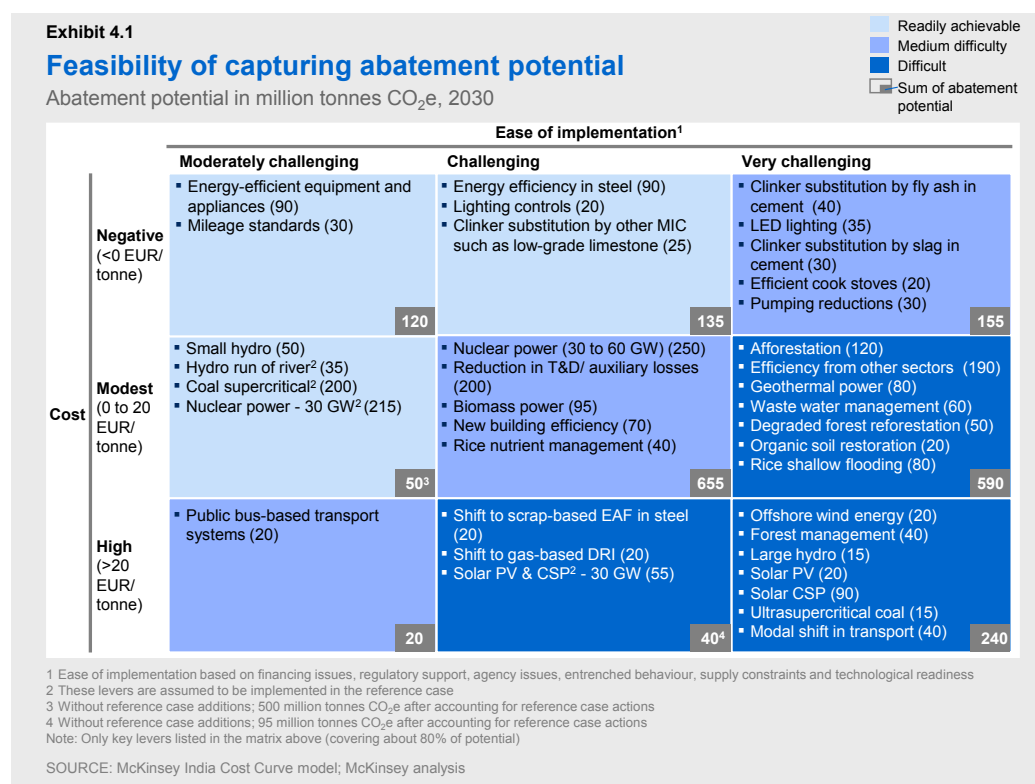 Exhibit 4.1
Feasibility of capturing abatement potential
Abatement potential in million tonnes CO2e, 2030
Readily achievable
Medium difficulty
Difficult
Sum of abatement
potential
Ease of implementation1
Moderately challenging
Challenging
Very challenging
Cost
Negative
(<0 EUR/
tonne)
▪ Energy-efficient equipment and
appliances (90)
▪ Mileage standards (30)
120
▪ Energy efficiency in steel (90)
▪ Lighting controls (20)
▪ Clinker substitution by other MIC
such as low-grade limestone (25)
135
▪ Clinker substitution by fly ash in
cement (40)
▪ LED lighting (35)
▪ Clinker substitution by slag in
cement (30)
▪ Efficient cook stoves (20)
▪ Pumping reductions (30)
155
Modest
(0 to 20
EUR/
tonne)
▪ Small hydro (50)
▪ Hydro run of river2 (35)
▪ Coal supercritical2 (200)
▪ Nuclear power - 30 GW2 (215)
503
▪ Nuclear power (30 to 60 GW) (250)
▪ Reduction in T&D/ auxiliary losses
(200)
▪ Biomass power (95)
▪ New building efficiency (70)
▪ Rice nutrient management (40)
655
▪ Afforestation (120)
▪ Efficiency from other sectors (190)
▪ Geothermal power (80)
▪ Waste water management (60)
▪ Degraded forest reforestation (50)
▪ Organic soil restoration (20)
▪ Rice shallow flooding (80)
590
High
(>20
EUR/
tonne)
▪ Public bus-based transport
systems (20)
20
▪ Shift to scrap-based EAF in steel
(20)
▪ Shift to gas-based DRI (20)
▪ Solar PV & CSP2 - 30 GW (55)
404
▪ Offshore wind energy (20)
▪ Forest management (40)
▪ Large hydro (15)
▪ Solar PV (20)
▪ Solar CSP (90)
▪ Ultrasupercritical coal (15)
▪ Modal shift in transport (40)
240
1 Ease of implementation based on financing issues, regulatory support, agency issues, entrenched behaviour, supply constraints and technological readiness
2 These levers are assumed to be implemented in the reference case
3 Without reference case additions; 500 million tonnes CO2e after accounting for reference case actions
4 Without reference case additions; 95 million tonnes CO2e after accounting for reference case actions
Note: Only key levers listed in the matrix above (covering about 80% of potential)
SOURCE: McKinsey India Cost Curve model; McKinsey analysis